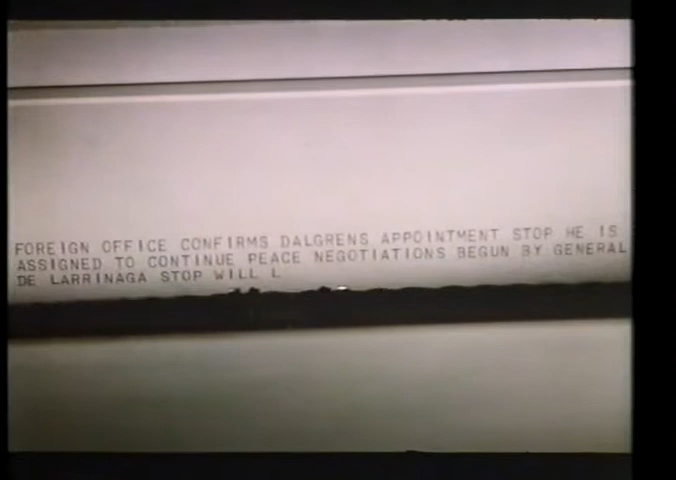 FOREIGN OFFICE CONFIRMS DALGRENS APPOINTMENT STOP HE IS
ASSIGNED TO CONTINUE PEACE NEGOTIATIONS BEGUN BY GENERAL
DE LARRINAGA STOP WILL L